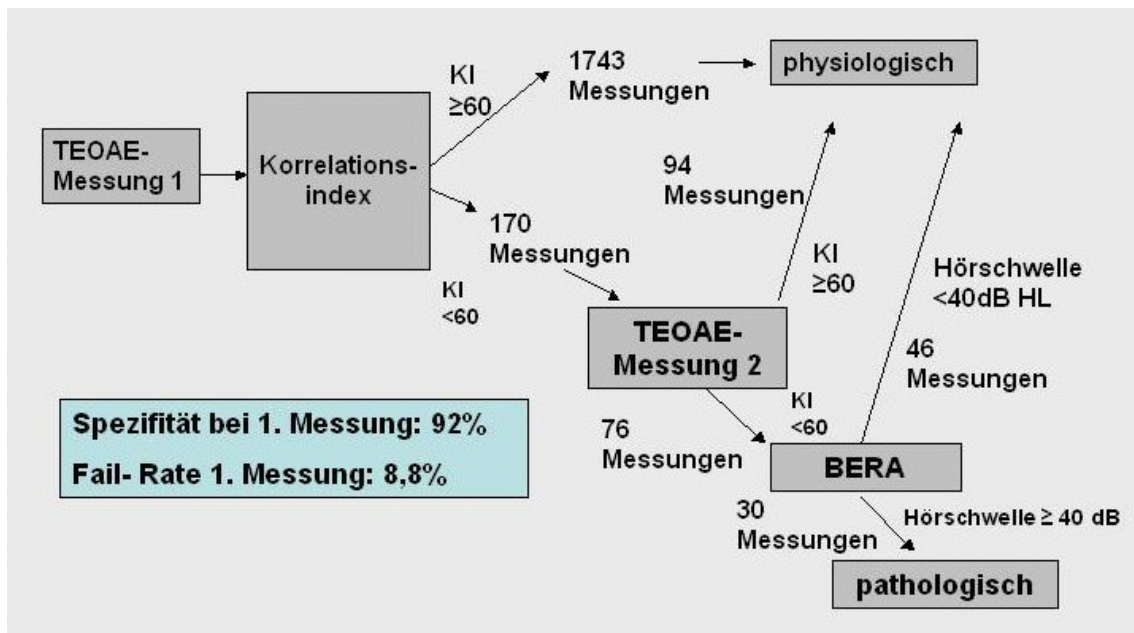 TEOAE-
Messung 1
Korrelations-
index
KI
≥60
1743
Messungen
physiologisch
170
Messungen
KI
<60
94
Messungen
KI
≥60
Hörschwelle
<40dB HL
46
Messungen
TEOAE-
Messung 2
76
Messungen
KI
<60
BERA
30
Messungen
Hörschwelle ≥ 40 dB
pathologisch
Spezifität bei 1. Messung: 92%
Fail- Rate 1. Messung: 8,8%